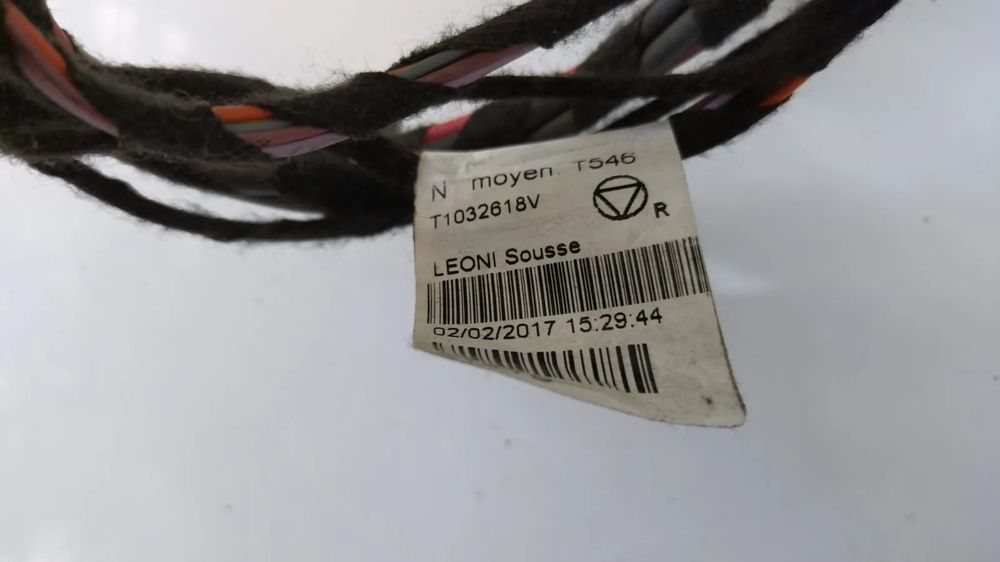 N° moyen: T546
T1032618V
R
LEONI Sousse
02/02/2017 15:29:44